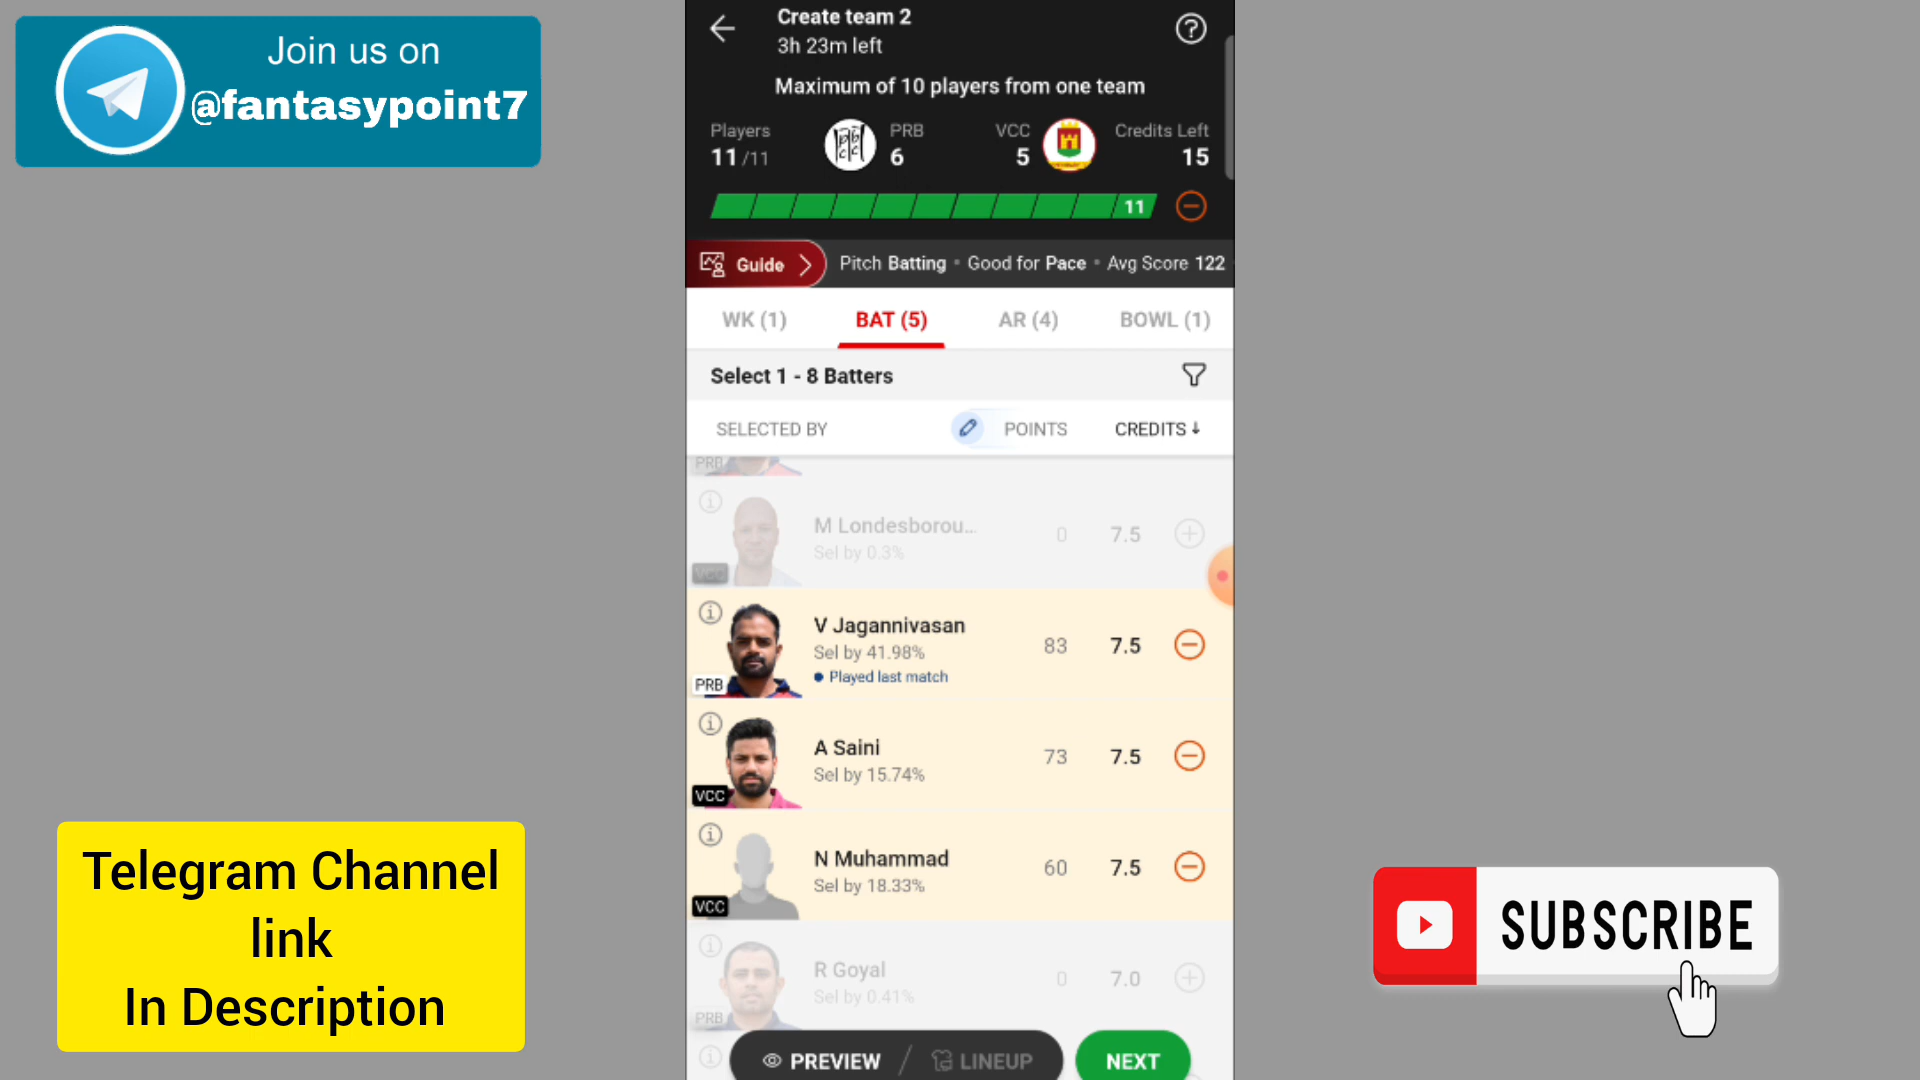 Join us on
@fantasypoint7
Create team 2
3h 23m left
Maximum of 10 players from one team
Players
11/11
PRB
6
VCC
5
Credits Left
15
11
Guide
Pitch Batting • Good for Pace • Avg Score 122
WK (1) BAT (5) AR (4) BOWL (1)
Select 1 - 8 Batters
SELECTED BY POINTS CREDITS ↓
PRB
M Londesborou... 0 7.5
Sel by 0.3%
VCC
V Jagannivasan 83 7.5
Sel by 41.98%
Played last match
PRB
A Saini 73 7.5
Sel by 15.74%
VCC
N Muhammad 60 7.5
Sel by 18.33%
VCC
R Goyal 0 7.0
Sel by 0.41%
PRB
PREVIEW / LINEUP NEXT
Telegram Channel
link
In Description
SUBSCRIBE